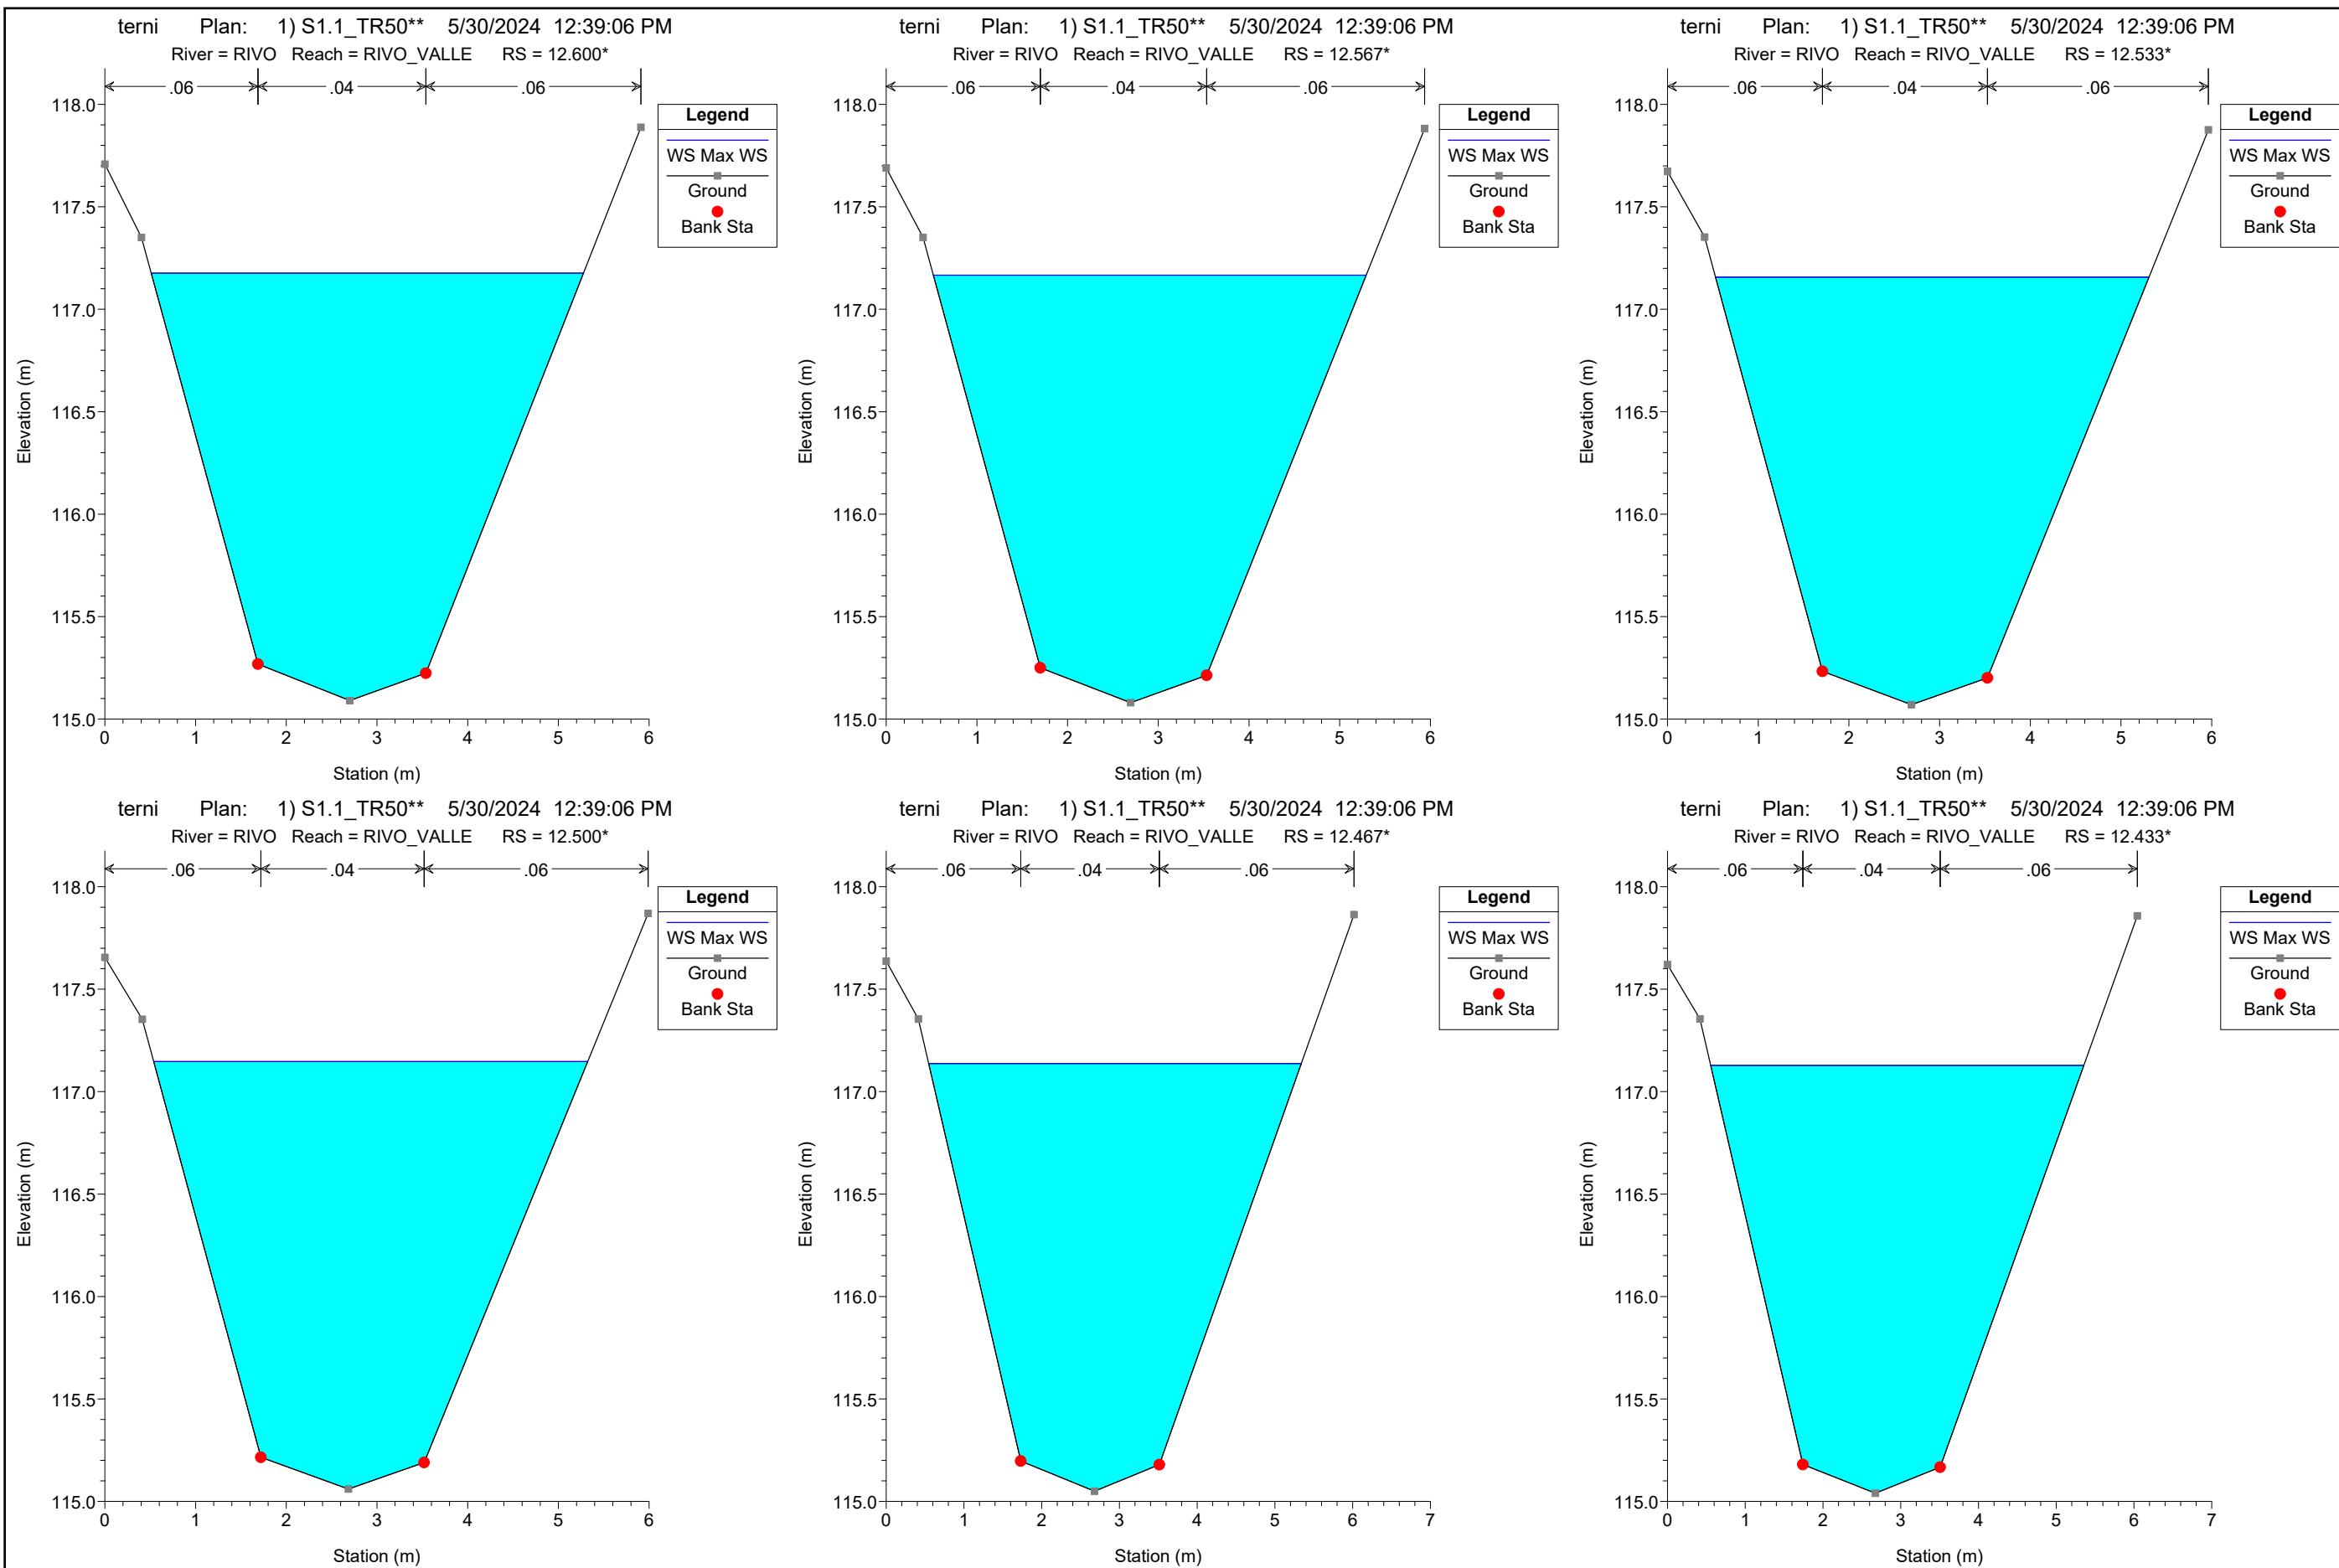 terni Plan: 1) S1.1_TR50** 5/30/2024 12:39:06 PM
River = RIVO Reach = RIVO_VALLE RS = 12.600*
.06 .04 .06
118.0
117.5
117.0
116.5
116.0
115.5
115.0
0 1 2 3 4 5 6
Station (m)
Elevation (m)
Legend
WS Max WS
Ground
Bank Sta
terni Plan: 1) S1.1_TR50** 5/30/2024 12:39:06 PM
River = RIVO Reach = RIVO_VALLE RS = 12.567*
.06 .04 .06
118.0
117.5
117.0
116.5
116.0
115.5
115.0
0 1 2 3 4 5 6
Station (m)
Elevation (m)
Legend
WS Max WS
Ground
Bank Sta
terni Plan: 1) S1.1_TR50** 5/30/2024 12:39:06 PM
River = RIVO Reach = RIVO_VALLE RS = 12.533*
.06 .04 .06
118.0
117.5
117.0
116.5
116.0
115.5
115.0
0 1 2 3 4 5 6
Station (m)
Elevation (m)
Legend
WS Max WS
Ground
Bank Sta
terni Plan: 1) S1.1_TR50** 5/30/2024 12:39:06 PM
River = RIVO Reach = RIVO_VALLE RS = 12.500*
.06 .04 .06
118.0
117.5
117.0
116.5
116.0
115.5
115.0
0 1 2 3 4 5 6
Station (m)
Elevation (m)
Legend
WS Max WS
Ground
Bank Sta
terni Plan: 1) S1.1_TR50** 5/30/2024 12:39:06 PM
River = RIVO Reach = RIVO_VALLE RS = 12.467*
.06 .04 .06
118.0
117.5
117.0
116.5
116.0
115.5
115.0
0 1 2 3 4 5 6 7
Station (m)
Elevation (m)
Legend
WS Max WS
Ground
Bank Sta
terni Plan: 1) S1.1_TR50** 5/30/2024 12:39:06 PM
River = RIVO Reach = RIVO_VALLE RS = 12.433*
.06 .04 .06
118.0
117.5
117.0
116.5
116.0
115.5
115.0
0 1 2 3 4 5 6 7
Station (m)
Elevation (m)
Legend
WS Max WS
Ground
Bank Sta